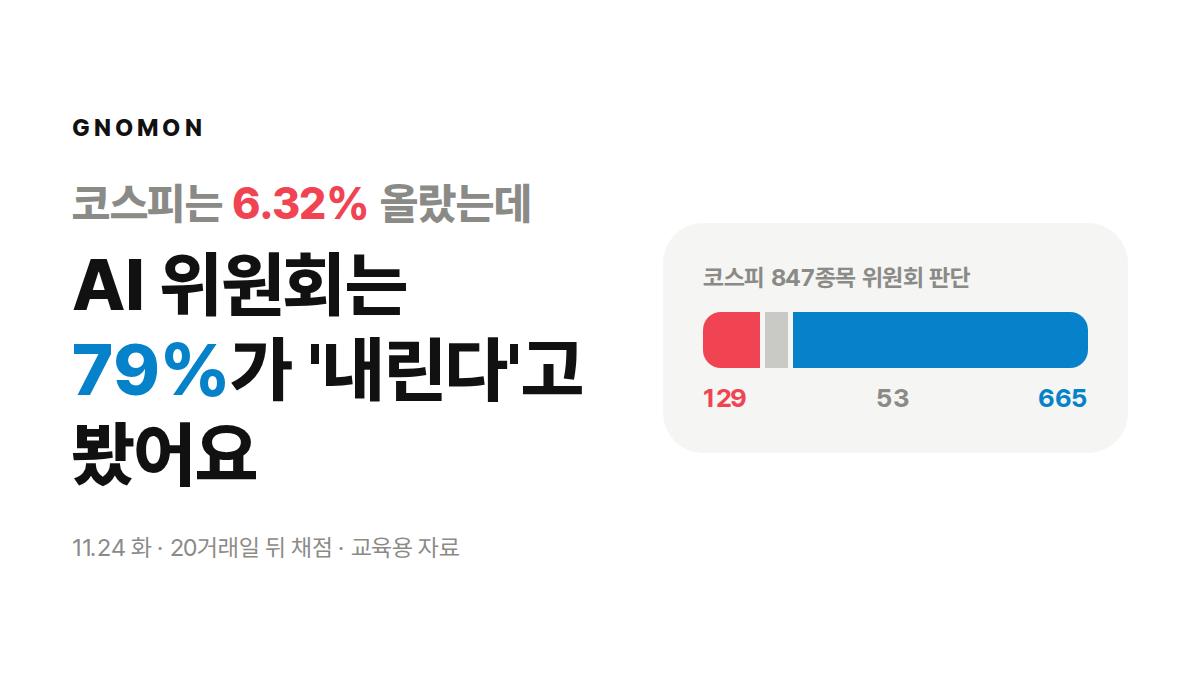 GNOMON
코스피는 6.32% 올랐는데
AI 위원회는
79%가 '내린다'고
봤어요
11.24 화 · 20거래일 뒤 채점 · 교육용 자료
코스피 847종목 위원회 판단
129 53 665